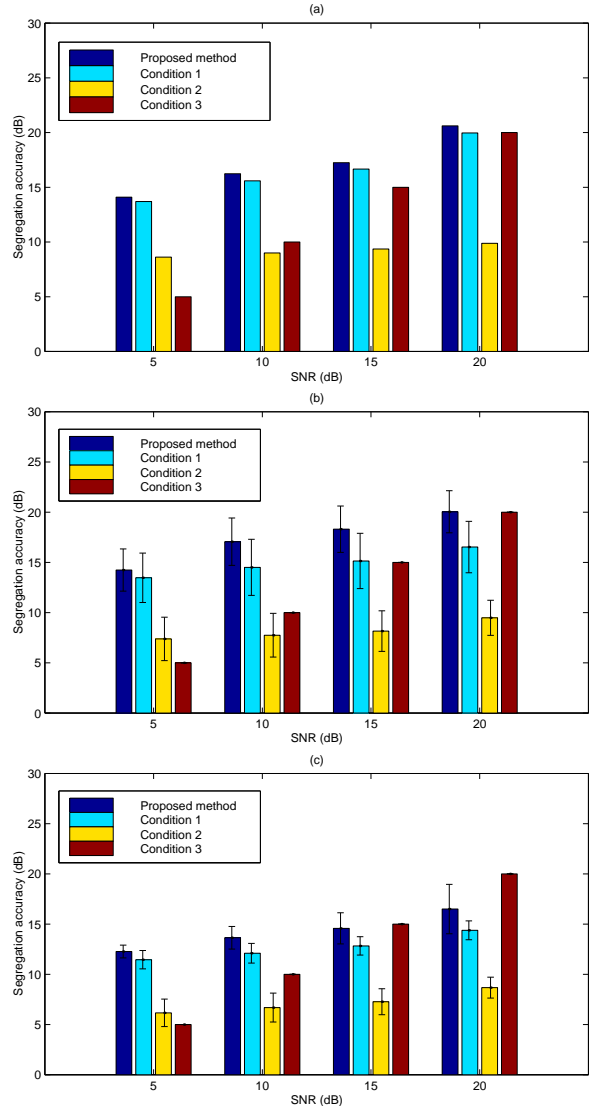 (a)
30
25
20
15
10
5
0
Segregation accuracy (dB)
Proposed method
Condition 1
Condition 2
Condition 3
5 10 15 20
SNR (dB)
(b)
30
25
20
15
10
5
0
Segregation accuracy (dB)
Proposed method
Condition 1
Condition 2
Condition 3
5 10 15 20
SNR (dB)
(c)
30
25
20
15
10
5
0
Segregation accuracy (dB)
Proposed method
Condition 1
Condition 2
Condition 3
5 10 15 20
SNR (dB)